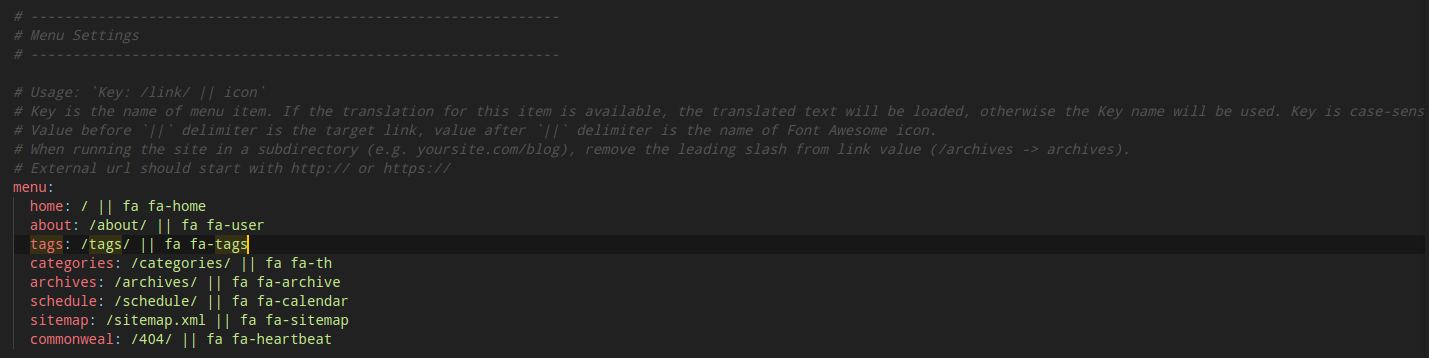 # ---------------------------------------------------------------
# Menu Settings
# ---------------------------------------------------------------
# Usage: `Key: /link/ || icon`
# Key is the name of menu item. If the translation for this item is available, the translated text will be loaded, otherwise the Key name will be used. Key is case-sens
# Value before `||` delimiter is the target link, value after `||` delimiter is the name of Font Awesome icon.
# When running the site in a subdirectory (e.g. yoursite.com/blog), remove the leading slash from link value (/archives -> archives).
# External url should start with http:// or https://
menu:
  home: / || fa fa-home
  about: /about/ || fa fa-user
  tags: /tags/ || fa fa-tags
  categories: /categories/ || fa fa-th
  archives: /archives/ || fa fa-archive
  schedule: /schedule/ || fa fa-calendar
  sitemap: /sitemap.xml || fa fa-sitemap
  commonweal: /404/ || fa fa-heartbeat